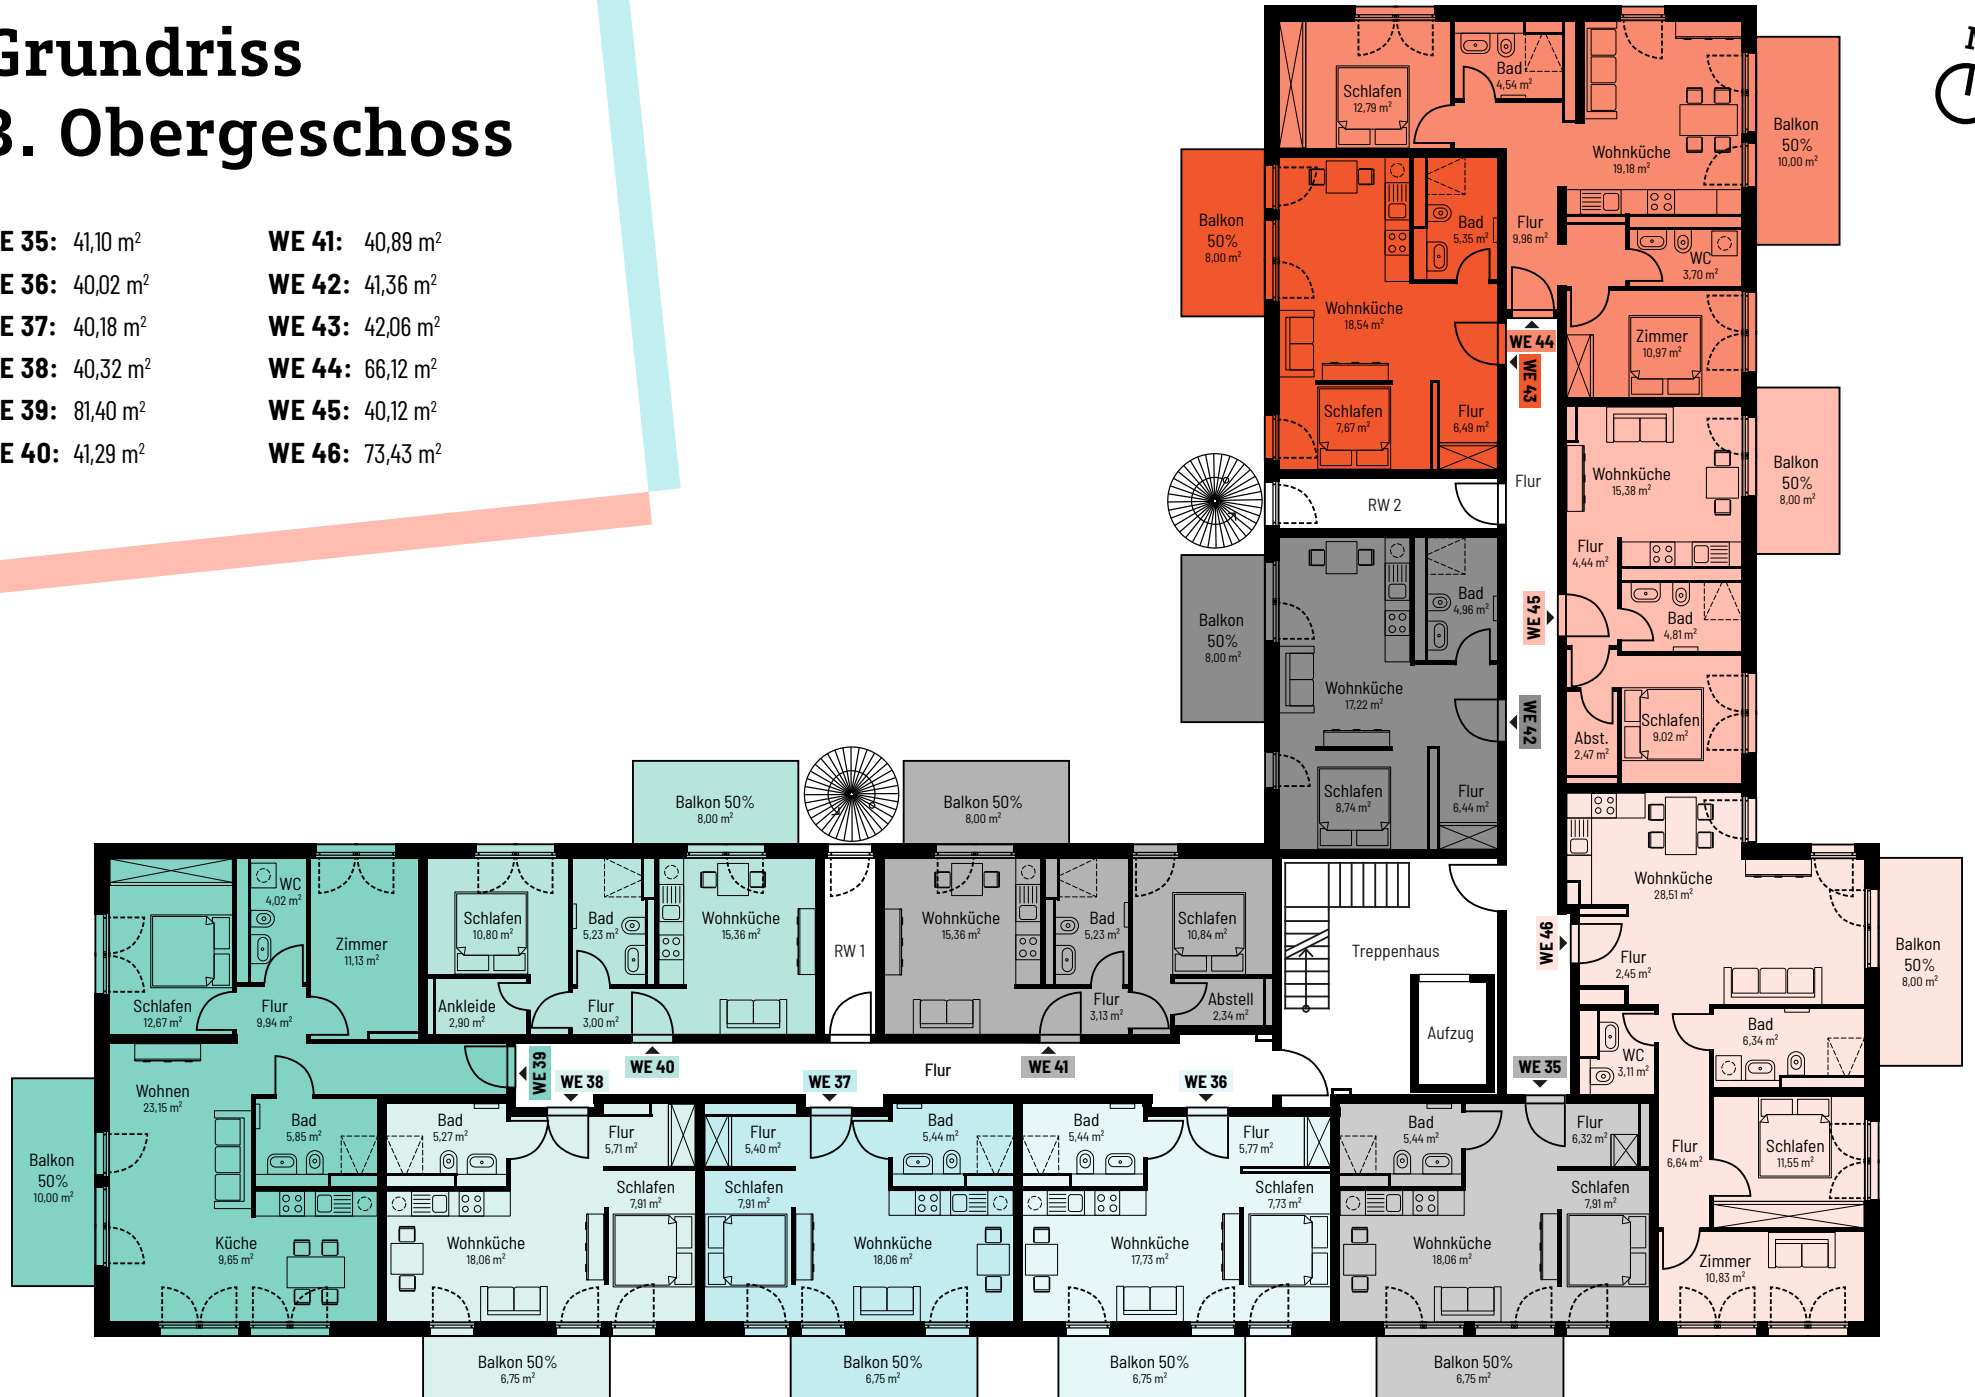 Grundriss
3. Obergeschoss
E 35: 41,10 m²
E 36: 40,02 m²
E 37: 40,18 m²
E 38: 40,32 m²
E 39: 81,40 m²
E 40: 41,29 m²
WE 41: 40,89 m²
WE 42: 41,36 m²
WE 43: 42,06 m²
WE 44: 66,12 m²
WE 45: 40,12 m²
WE 46: 73,43 m²
Schlafen
12,79 m²
Bad
4,54 m²
Wohnküche
19,18 m²
Balkon
50%
10,00 m²
Flur
9,96 m²
WC
3,70 m²
Zimmer
10,97 m²
WE 44
Balkon
50%
8,00 m²
Bad
5,35 m²
Wohnküche
18,54 m²
Schlafen
7,67 m²
Flur
6,49 m²
WE 43
Flur
RW 2
Wohnküche
15,38 m²
Balkon
50%
8,00 m²
Flur
4,44 m²
Bad
4,81 m²
Schlafen
9,02 m²
Abst.
2,47 m²
WE 45
Balkon
50%
8,00 m²
Bad
4,96 m²
Wohnküche
17,22 m²
Schlafen
8,74 m²
Flur
6,44 m²
WE 42
Wohnküche
28,51 m²
Balkon
50%
8,00 m²
Flur
2,45 m²
WE 46
Bad
6,34 m²
WC
3,11 m²
Flur
6,64 m²
Schlafen
11,55 m²
Zimmer
10,83 m²
Treppenhaus
Aufzug
Balkon 50%
8,00 m²
Balkon 50%
8,00 m²
WC
4,02 m²
Zimmer
11,13 m²
Schlafen
12,67 m²
Flur
9,94 m²
Wohnen
23,15 m²
Bad
5,85 m²
Küche
9,65 m²
Balkon
50%
10,00 m²
WE 39
Schlafen
10,80 m²
Bad
5,23 m²
Wohnküche
15,36 m²
Ankleide
2,90 m²
Flur
3,00 m²
WE 40
RW 1
Wohnküche
15,36 m²
Bad
5,23 m²
Schlafen
10,84 m²
Flur
3,13 m²
Abstell
2,34 m²
WE 41
Flur
WE 38
WE 37
WE 36
WE 35
Bad
5,27 m²
Flur
5,71 m²
Schlafen
7,91 m²
Wohnküche
18,06 m²
Balkon 50%
6,75 m²
Flur
5,40 m²
Bad
5,44 m²
Schlafen
7,91 m²
Wohnküche
18,06 m²
Balkon 50%
6,75 m²
Bad
5,44 m²
Flur
5,77 m²
Schlafen
7,73 m²
Wohnküche
17,73 m²
Balkon 50%
6,75 m²
Bad
5,44 m²
Flur
6,32 m²
Schlafen
7,91 m²
Wohnküche
18,06 m²
Balkon 50%
6,75 m²